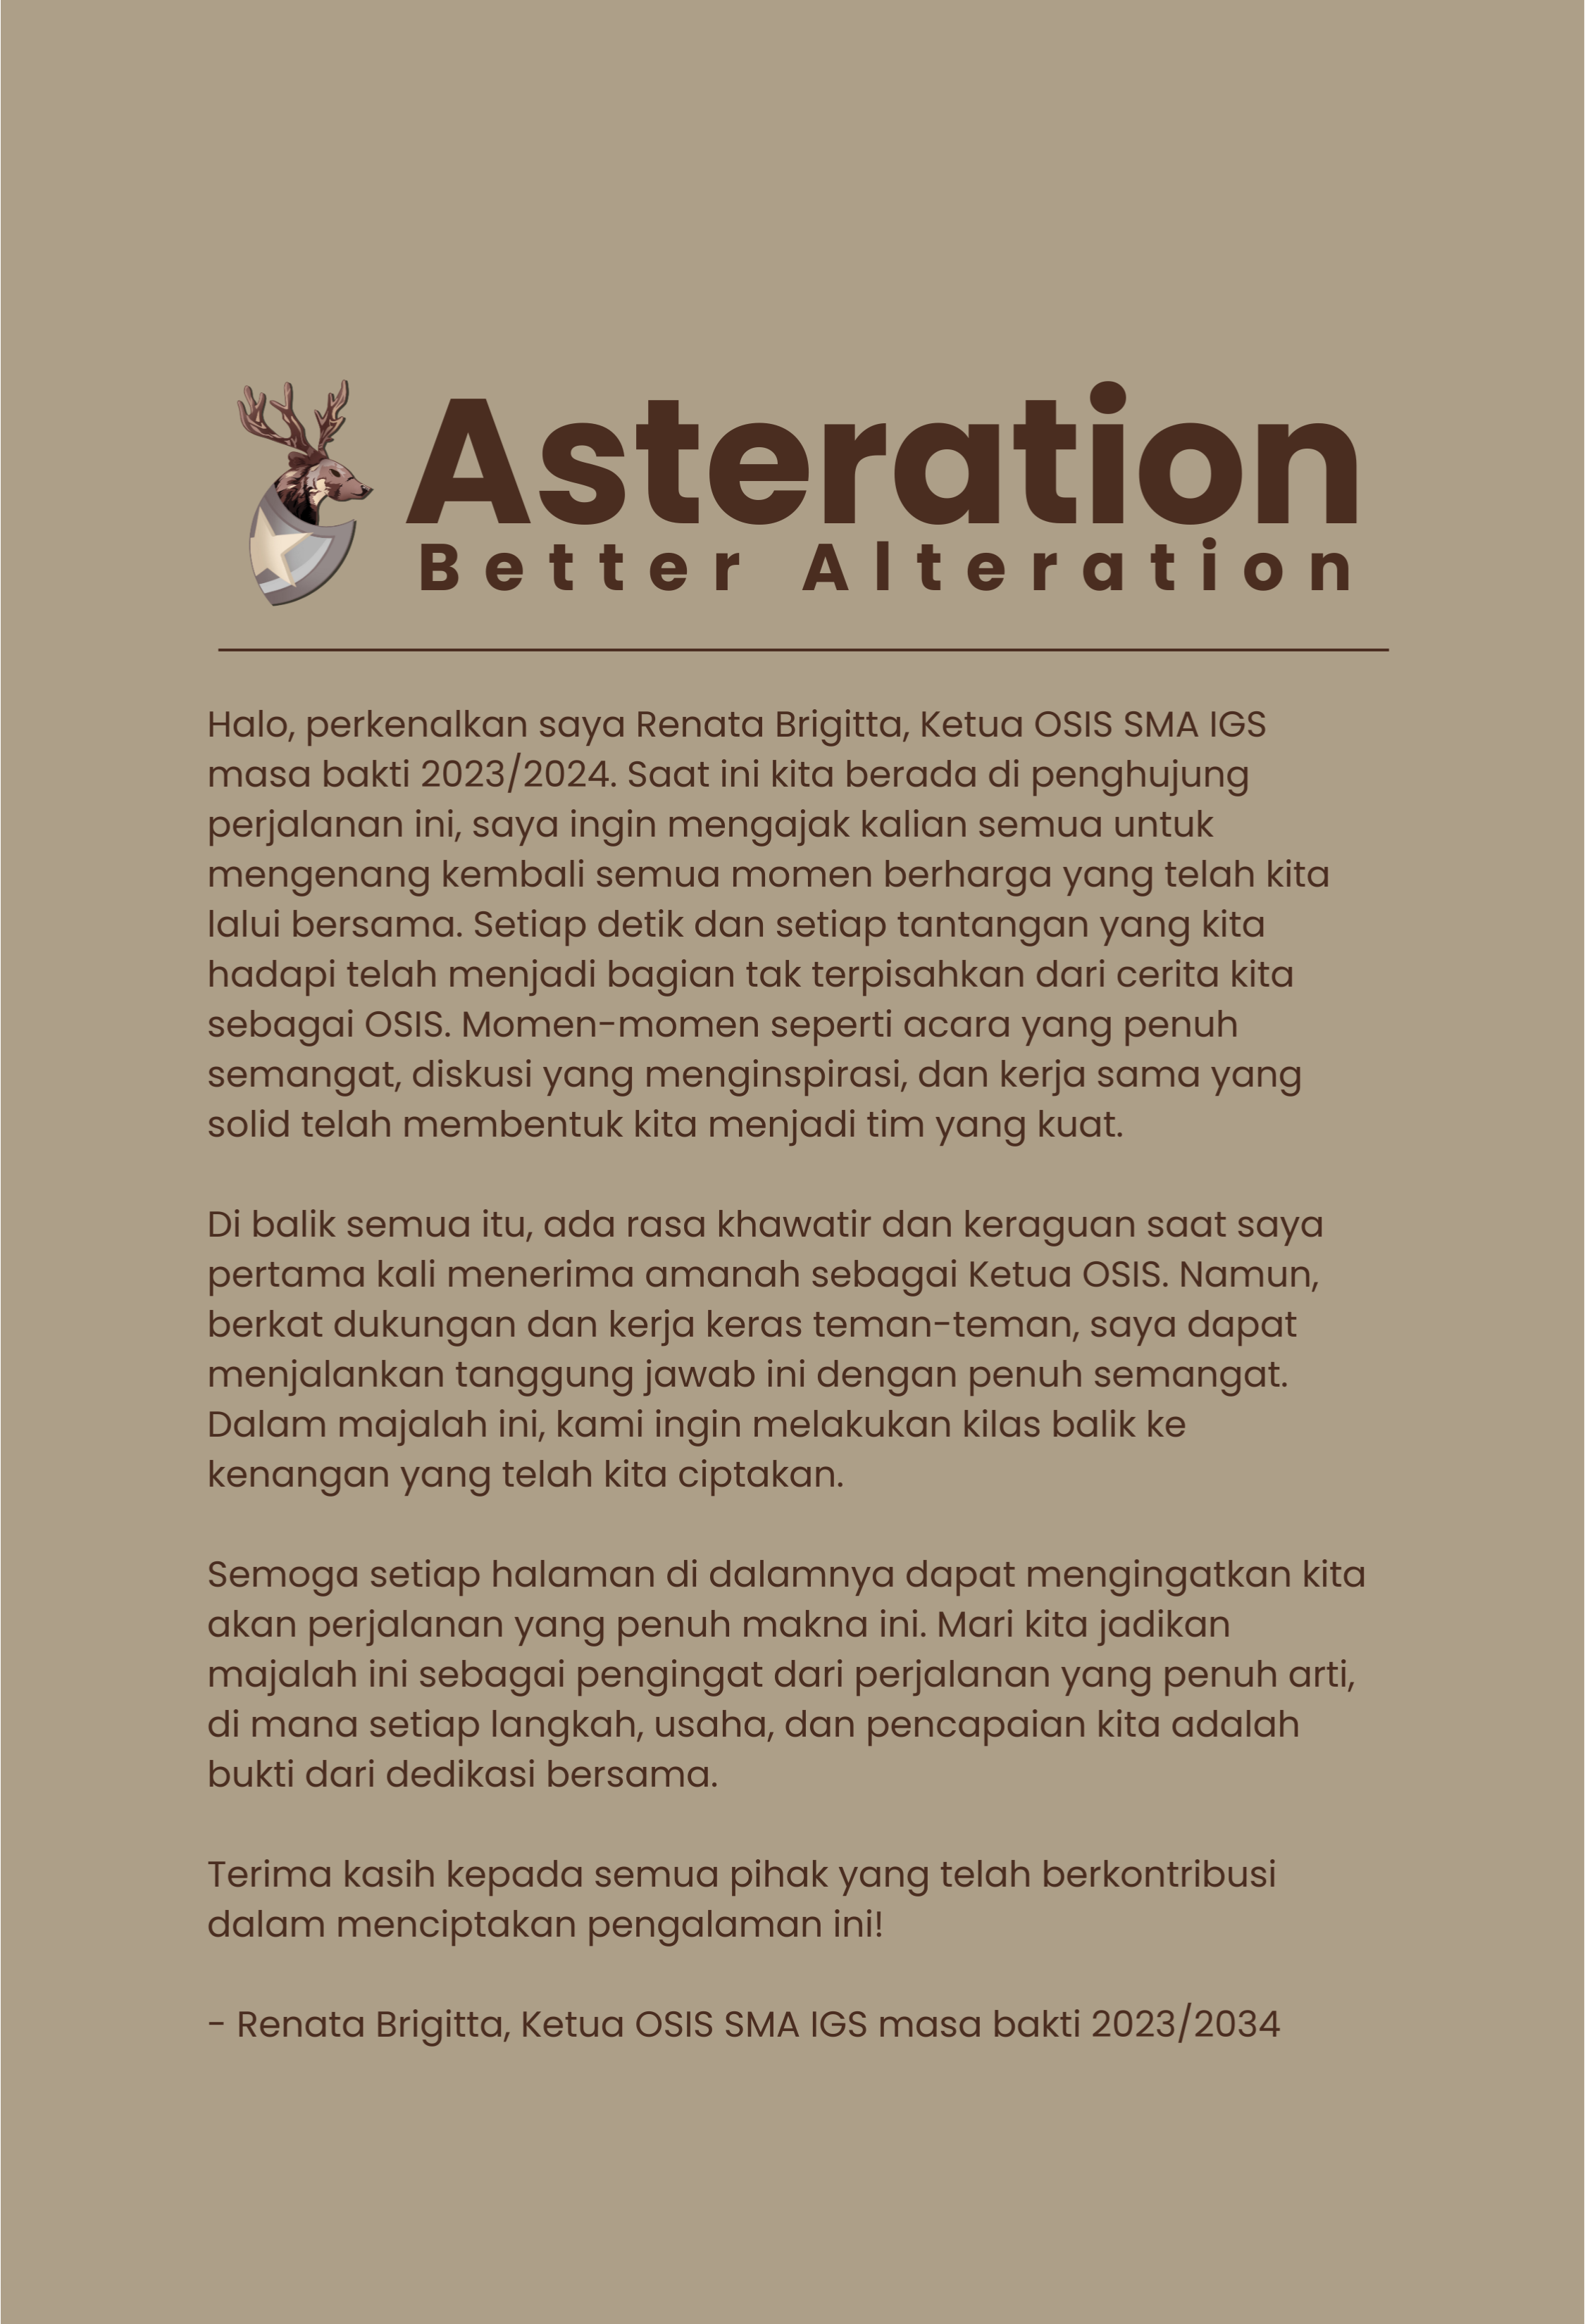 Asteration
Better Alteration
Halo, perkenalkan saya Renata Brigitta, Ketua OSIS SMA IGS
masa bakti 2023/2024. Saat ini kita berada di penghujung
perjalanan ini, saya ingin mengajak kalian semua untuk
mengenang kembali semua momen berharga yang telah kita
lalui bersama. Setiap detik dan setiap tantangan yang kita
hadapi telah menjadi bagian tak terpisahkan dari cerita kita
sebagai OSIS. Momen-momen seperti acara yang penuh
semangat, diskusi yang menginspirasi, dan kerja sama yang
solid telah membentuk kita menjadi tim yang kuat.
Di balik semua itu, ada rasa khawatir dan keraguan saat saya
pertama kali menerima amanah sebagai Ketua OSIS. Namun,
berkat dukungan dan kerja keras teman-teman, saya dapat
menjalankan tanggung jawab ini dengan penuh semangat.
Dalam majalah ini, kami ingin melakukan kilas balik ke
kenangan yang telah kita ciptakan.
Semoga setiap halaman di dalamnya dapat mengingatkan kita
akan perjalanan yang penuh makna ini. Mari kita jadikan
majalah ini sebagai pengingat dari perjalanan yang penuh arti,
di mana setiap langkah, usaha, dan pencapaian kita adalah
bukti dari dedikasi bersama.
Terima kasih kepada semua pihak yang telah berkontribusi
dalam menciptakan pengalaman ini!
- Renata Brigitta, Ketua OSIS SMA IGS masa bakti 2023/2034